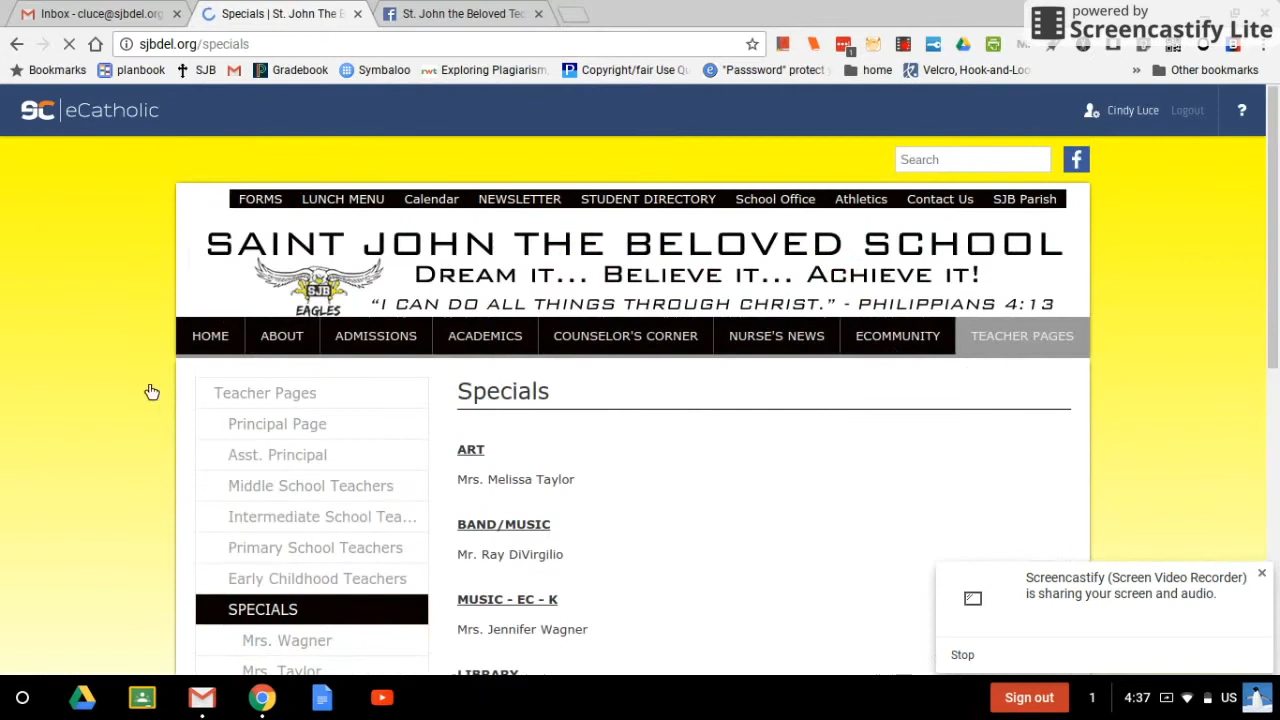 powered by
Screencastify Lite
Inbox - cluce@sjbdel.org
Specials | St. John The B
St. John the Beloved Tec
sjbdel.org/specials
Bookmarks planbook SJB Gradebook Symbaloo Exploring Plagiarism, Copyright/fair Use Qu "Passsword" protect y home Velcro, Hook-and-Loo » Other bookmarks
SC | eCatholic
Cindy Luce Logout ?
Search
FORMS LUNCH MENU Calendar NEWSLETTER STUDENT DIRECTORY School Office Athletics Contact Us SJB Parish
SAINT JOHN THE BELOVED SCHOOL
DREAM IT... BELIEVE IT... ACHIEVE IT!
SJB
EAGLES
"I CAN DO ALL THINGS THROUGH CHRIST." - PHILIPPIANS 4:13
HOME ABOUT ADMISSIONS ACADEMICS COUNSELOR'S CORNER NURSE'S NEWS ECOMMUNITY TEACHER PAGES
Teacher Pages
Principal Page
Asst. Principal
Middle School Teachers
Intermediate School Tea...
Primary School Teachers
Early Childhood Teachers
SPECIALS
Mrs. Wagner
Mrs. Taylor
Specials
ART
Mrs. Melissa Taylor
BAND/MUSIC
Mr. Ray DiVirgilio
MUSIC - EC - K
Mrs. Jennifer Wagner
LIBRARY
Screencastify (Screen Video Recorder)
is sharing your screen and audio.
Stop
Sign out 1 4:37 US